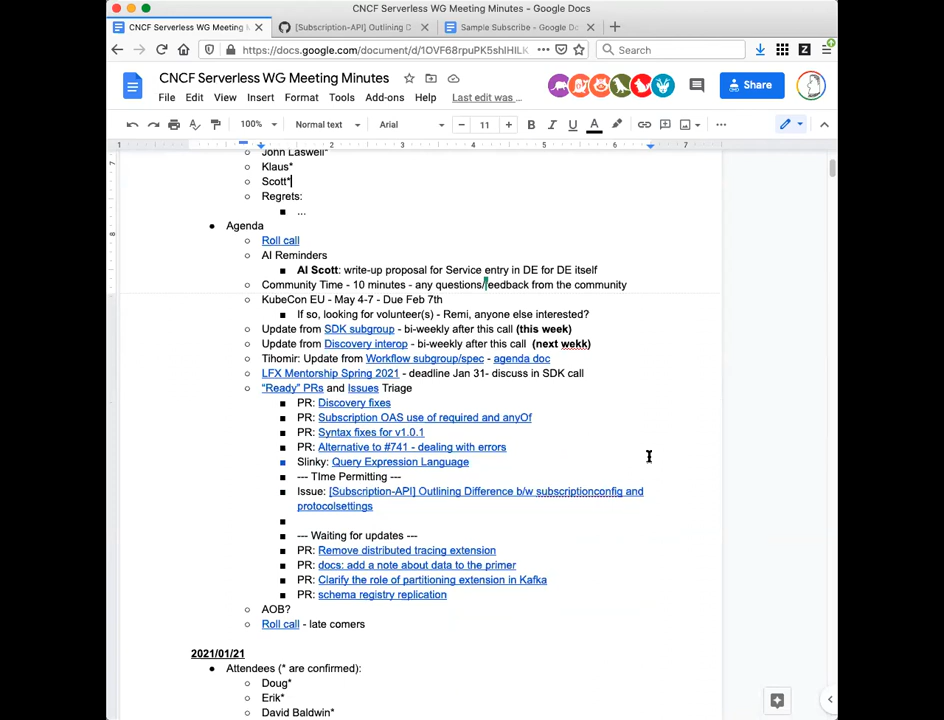 CNCF Serverless WG Meeting Minutes - Google Docs
CNCF Serverless WG Meeting
[Subscription-API] Outlining D
Sample Subscribe - Google Docs
https://docs.google.com/document/d/1OVF68rpuPK5shIHILK
Search
CNCF Serverless WG Meeting Minutes
Share
File Edit View Insert Format Tools Add-ons Help Last edit was ...
100% Normal text Arial 11 B I U A
1 1 2 3 4 5 6 7
John Laswell*
Klaus*
Scott*
Regrets:
...
Agenda
Roll call
AI Reminders
AI Scott: write-up proposal for Service entry in DE for DE itself
Community Time - 10 minutes - any questions/feedback from the community
KubeCon EU - May 4-7 - Due Feb 7th
If so, looking for volunteer(s) - Remi, anyone else interested?
Update from SDK subgroup - bi-weekly after this call (this week)
Update from Discovery interop - bi-weekly after this call (next wekk)
Tihomir: Update from Workflow subgroup/spec - agenda doc
LFX Mentorship Spring 2021 - deadline Jan 31- discuss in SDK call
“Ready” PRs and Issues Triage
PR: Discovery fixes
PR: Subscription OAS use of required and anyOf
PR: Syntax fixes for v1.0.1
PR: Alternative to #741 - dealing with errors
Slinky: Query Expression Language
--- TIme Permitting ---
Issue: [Subscription-API] Outlining Difference b/w subscriptionconfig and
protocolsettings
--- Waiting for updates ---
PR: Remove distributed tracing extension
PR: docs: add a note about data to the primer
PR: Clarify the role of partitioning extension in Kafka
PR: schema registry replication
AOB?
Roll call - late comers
2021/01/21
Attendees (* are confirmed):
Doug*
Erik*
David Baldwin*